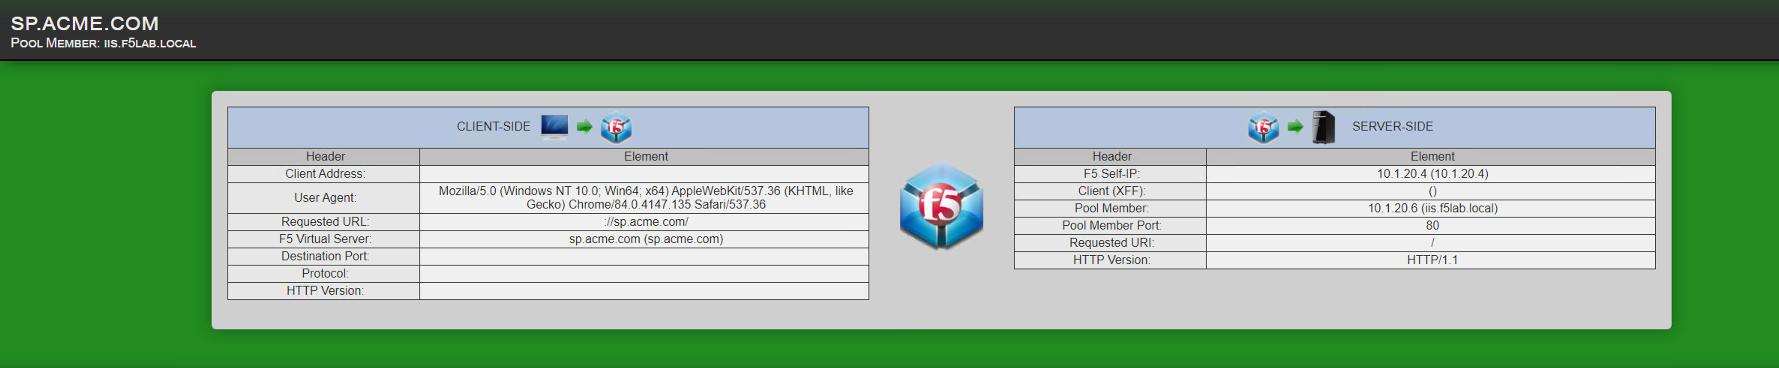 SP.ACME.COM
POOL MEMBER: IIS.F5LAB.LOCAL
CLIENT-SIDE f5
Header Element
Client Address:
User Agent: Mozilla/5.0 (Windows NT 10.0; Win64; x64) AppleWebKit/537.36 (KHTML, like
Gecko) Chrome/84.0.4147.135 Safari/537.36
Requested URL: ://sp.acme.com/
F5 Virtual Server: sp.acme.com (sp.acme.com)
Destination Port:
Protocol:
HTTP Version:
f5
f5 SERVER-SIDE
Header Element
F5 Self-IP: 10.1.20.4 (10.1.20.4)
Client (XFF): ()
Pool Member: 10.1.20.6 (iis.f5lab.local)
Pool Member Port: 80
Requested URI: /
HTTP Version: HTTP/1.1